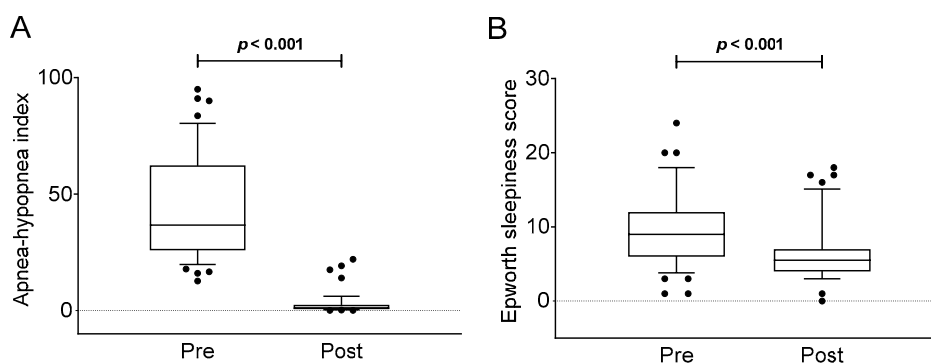 A
p < 0.001
Apnea-hypopnea index
100
50
0
Pre
Post
B
p < 0.001
Epworth sleepiness score
30
20
10
0
Pre
Post